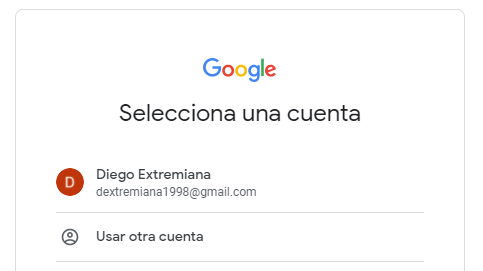 Google
Selecciona una cuenta
D
Diego Extremiana
dextremiana1998@gmail.com
Usar otra cuenta